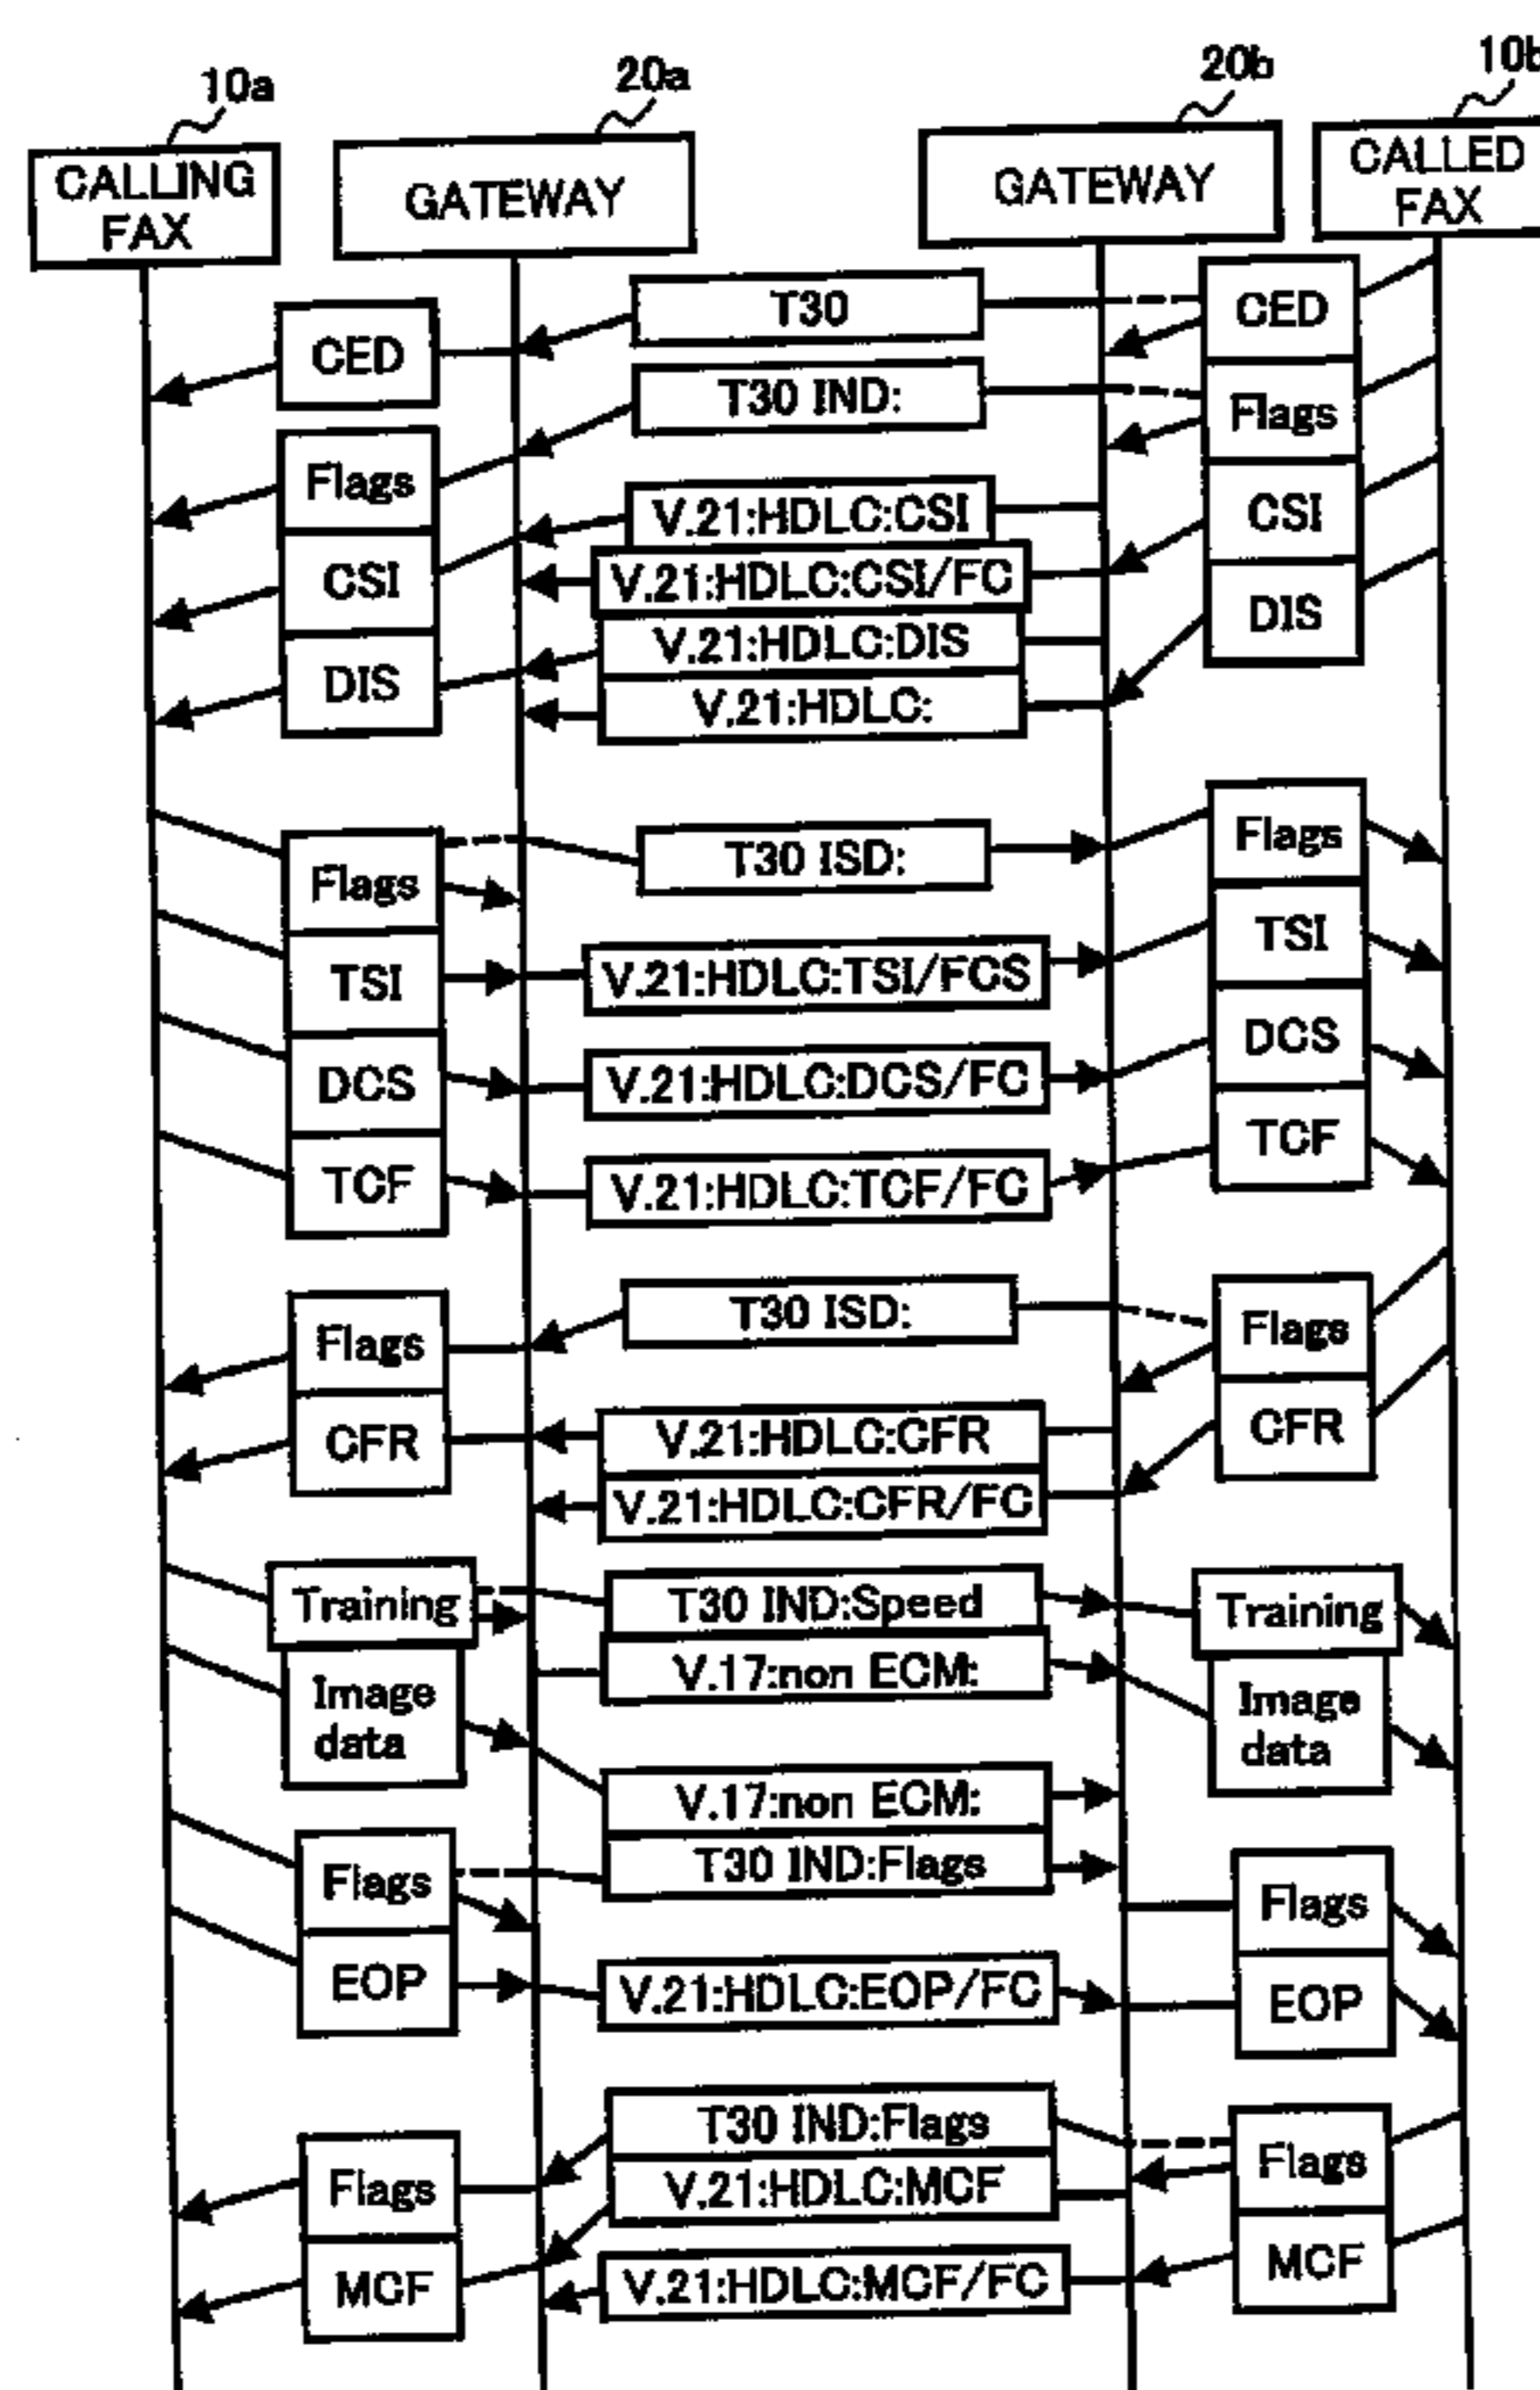 10a
20a
20b
10b
CALLING
FAX
GATEWAY
GATEWAY
CALLED
FAX
T30
CED
CED
T30 IND:
Flags
Flags
V.21:HDLC:CSI
CSI
CSI
V.21:HDLC:CSI/FC
DIS
V.21:HDLC:DIS
DIS
V.21:HDLC:
Flags
T30 ISD:
Flags
TSI
V.21:HDLC:TSI/FCS
TSI
DCS
V.21:HDLC:DCS/FC
DCS
TCF
V.21:HDLC:TCF/FC
TCF
T30 ISD:
Flags
Flags
V.21:HDLC:CFR
CFR
CFR
V.21:HDLC:CFR/FC
Training
T30 IND:Speed
Training
V.17:non ECM:
Image
data
Image
data
V.17:non ECM:
T30 IND:Flags
Flags
Flags
EOP
V.21:HDLC:EOP/FC
EOP
T30 IND:Flags
Flags
Flags
V.21:HDLC:MCF
MCF
V.21:HDLC:MCF/FC
MCF